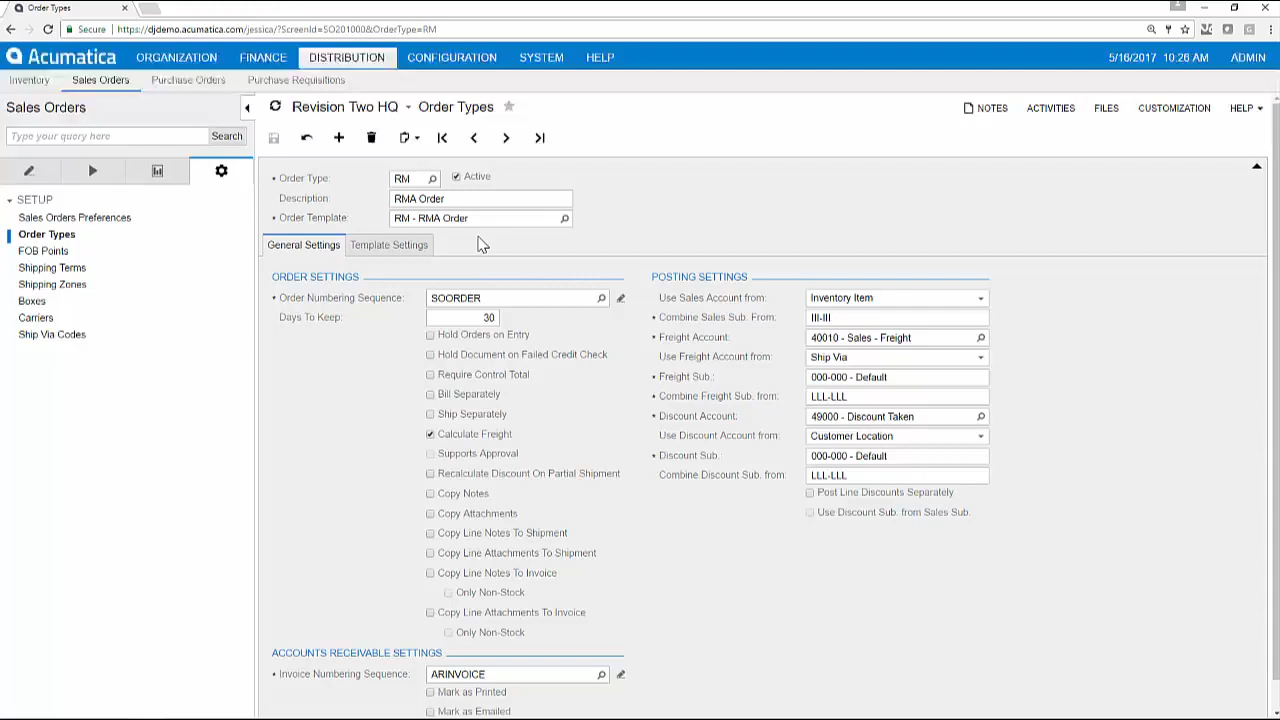 Order Types
Secure
https://djdemo.acumatica.com/jessica/?ScreenId=SO201000&OrderType=RM
Acumatica
ORGANIZATION FINANCE DISTRIBUTION CONFIGURATION SYSTEM HELP
5/16/2017 10:26 AM ADMIN
Inventory Sales Orders Purchase Orders Purchase Requisitions
Sales Orders
Revision Two HQ Order Types
NOTES ACTIVITIES FILES CUSTOMIZATION HELP
Type your query here Search
SETUP
Sales Orders Preferences
Order Types
FOB Points
Shipping Terms
Shipping Zones
Boxes
Carriers
Ship Via Codes
Order Type: RM Active
Description: RMA Order
Order Template: RM - RMA Order
General Settings Template Settings
ORDER SETTINGS
Order Numbering Sequence: SOORDER
Days To Keep: 30
Hold Orders on Entry
Hold Document on Failed Credit Check
Require Control Total
Bill Separately
Ship Separately
Calculate Freight
Supports Approval
Recalculate Discount On Partial Shipment
Copy Notes
Copy Attachments
Copy Line Notes To Shipment
Copy Line Attachments To Shipment
Copy Line Notes To Invoice
Only Non-Stock
Copy Line Attachments To Invoice
Only Non-Stock
ACCOUNTS RECEIVABLE SETTINGS
Invoice Numbering Sequence: ARINVOICE
Mark as Printed
Mark as Emailed
POSTING SETTINGS
Use Sales Account from: Inventory Item
Combine Sales Sub. From: III-III
Freight Account: 40010 - Sales - Freight
Use Freight Account from: Ship Via
Freight Sub.: 000-000 - Default
Combine Freight Sub. from: LLL-LLL
Discount Account: 49000 - Discount Taken
Use Discount Account from: Customer Location
Discount Sub.: 000-000 - Default
Combine Discount Sub. from: LLL-LLL
Post Line Discounts Separately
Use Discount Sub. from Sales Sub.